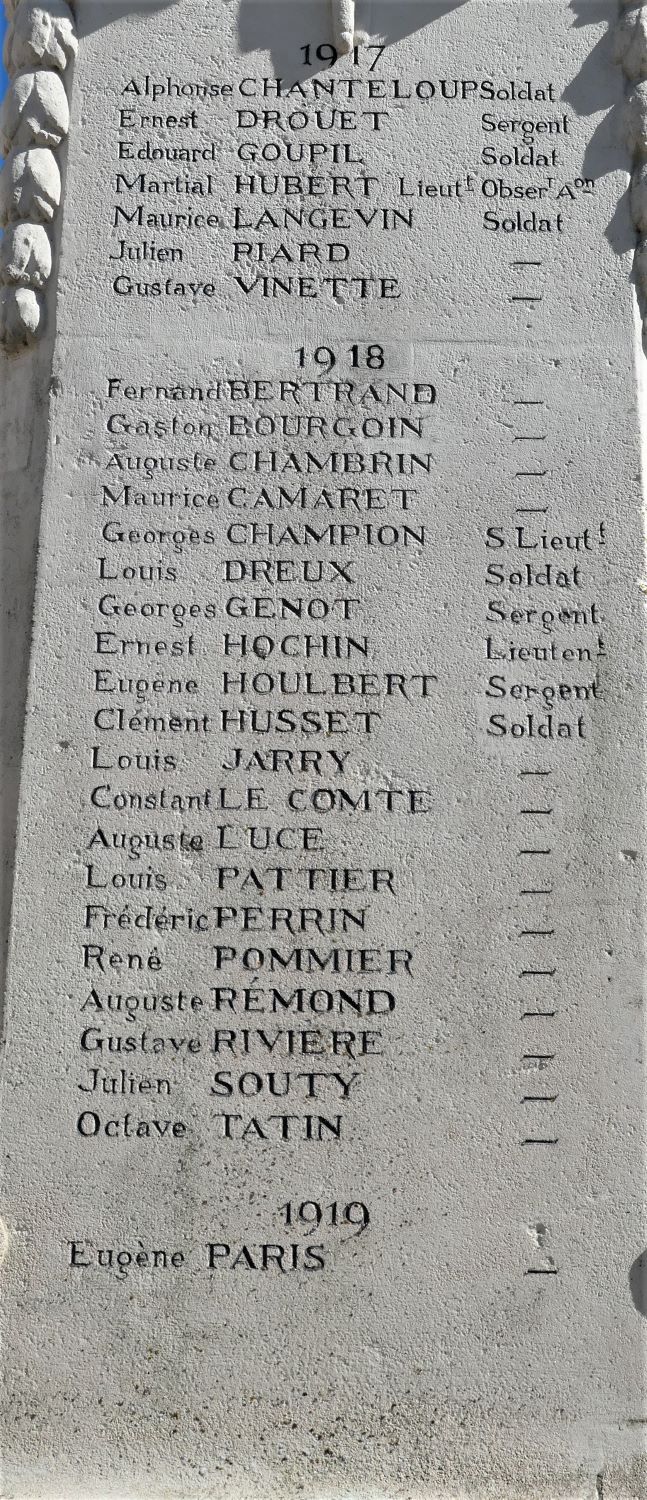 1917
Alphonse CHANTELOUP Soldat
Ernest DROUET Sergent
Edouard GOUPIL Soldat
Martial HUBERT Lieutt Obserr Aon
Maurice LANGEVIN Soldat
Julien PIARD —
Gustave VINETTE —
1918
Fernand BERTRAND —
Gaston BOURGOIN —
Auguste CHAMBRIN —
Maurice CAMARET —
Georges CHAMPION S.Lieutt
Louis DREUX Soldat
Georges GENOT Sergent
Ernest HOCHIN Lieutent
Eugène HOULBERT Sergent
Clément HUSSET Soldat
Louis JARRY —
Constant LE COMTE —
Auguste LUCE —
Louis PATTIER —
Frédéric PERRIN —
René POMMIER —
Auguste RÉMOND —
Gustave RIVIÈRE —
Julien SOUTY —
Octave TATIN —
1919
Eugène PARIS —